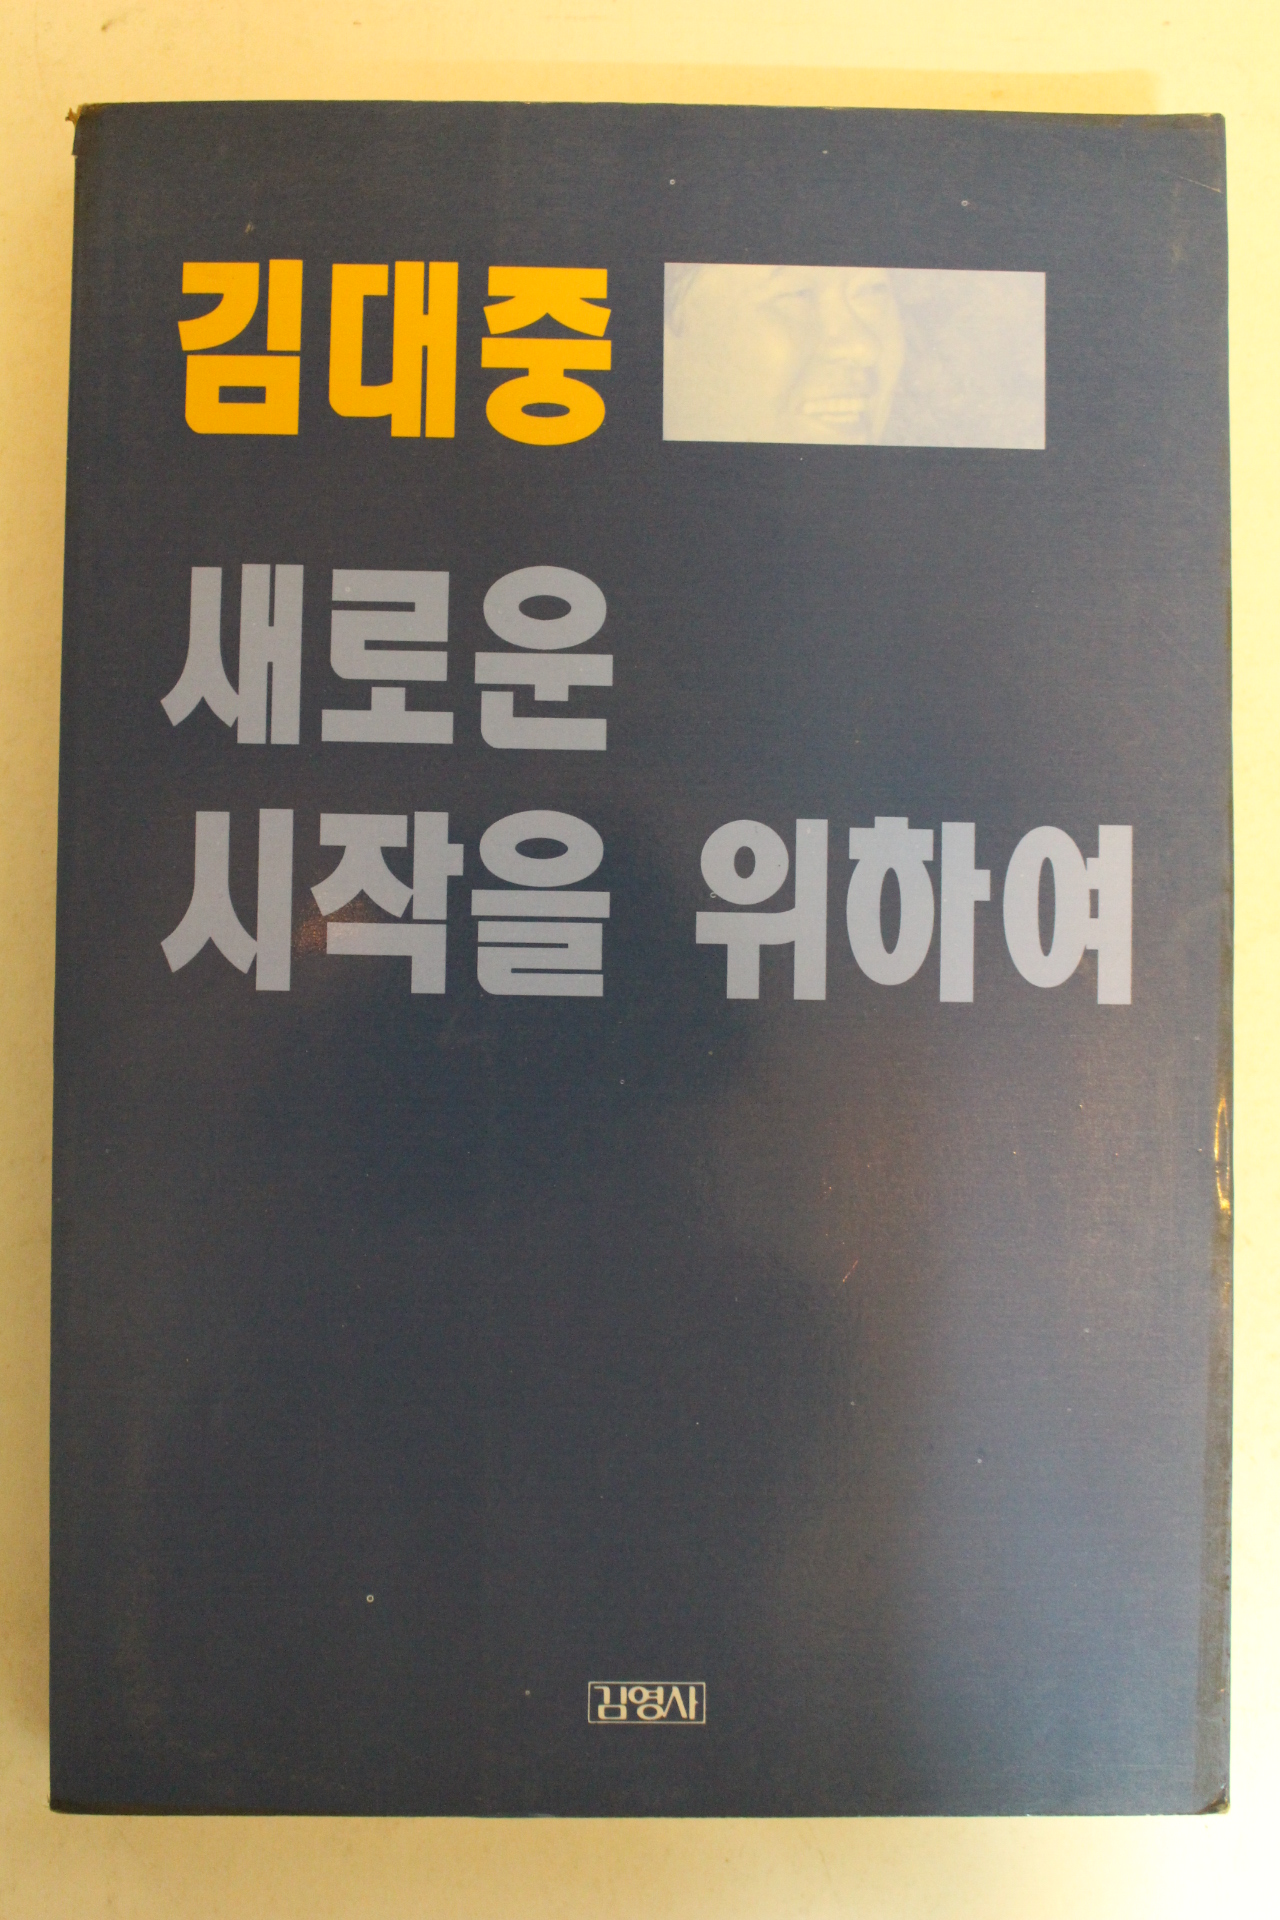 김대중
새로운
시작을 위하여
김영사